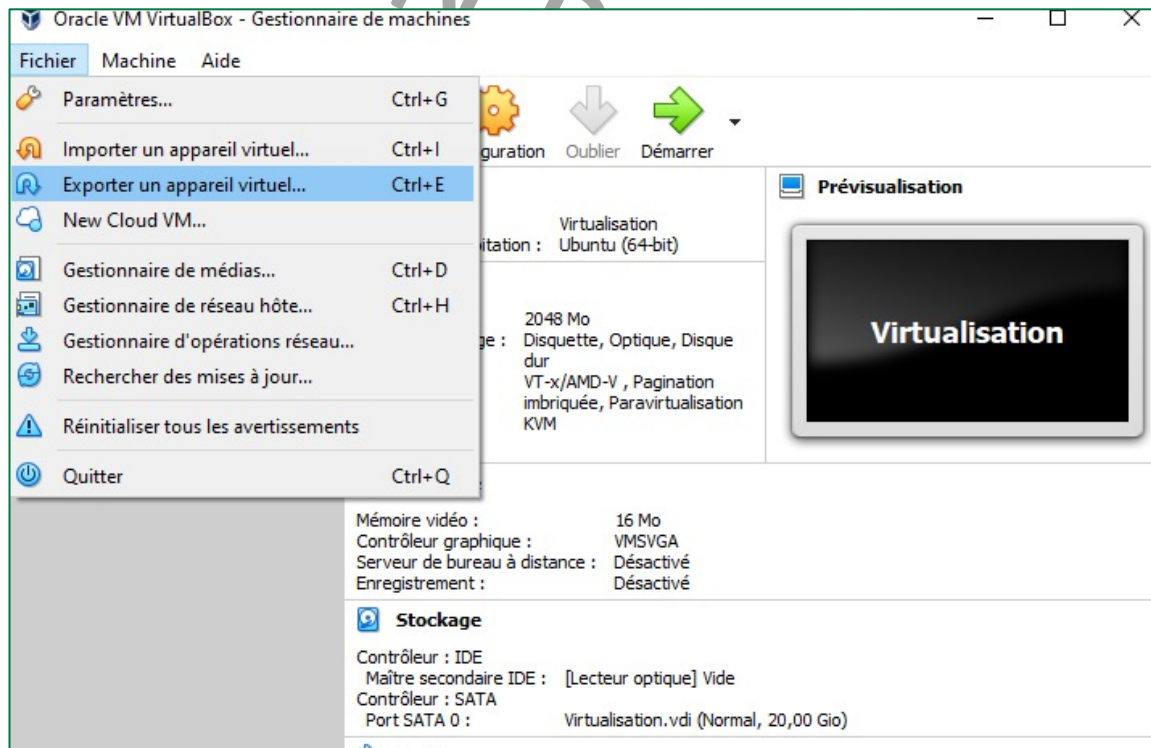 Oracle VM VirtualBox - Gestionnaire de machines
Fichier Machine Aide
Paramètres... Ctrl+G
Importer un appareil virtuel... Ctrl+I
Exporter un appareil virtuel... Ctrl+E
New Cloud VM...
Gestionnaire de médias... Ctrl+D
Gestionnaire de réseau hôte... Ctrl+H
Gestionnaire d'opérations réseau...
Rechercher des mises à jour...
Réinitialiser tous les avertissements
Quitter Ctrl+Q
guration Oublier Démarrer
Virtualisation
itation : Ubuntu (64-bit)
2048 Mo
ge : Disquette, Optique, Disque
dur
VT-x/AMD-V , Pagination
imbriquée, Paravirtualisation
KVM
Prévisualisation
Virtualisation
Mémoire vidéo : 16 Mo
Contrôleur graphique : VMSVGA
Serveur de bureau à distance : Désactivé
Enregistrement : Désactivé
Stockage
Contrôleur : IDE
Maître secondaire IDE : [Lecteur optique] Vide
Contrôleur : SATA
Port SATA 0 : Virtualisation.vdi (Normal, 20,00 Gio)